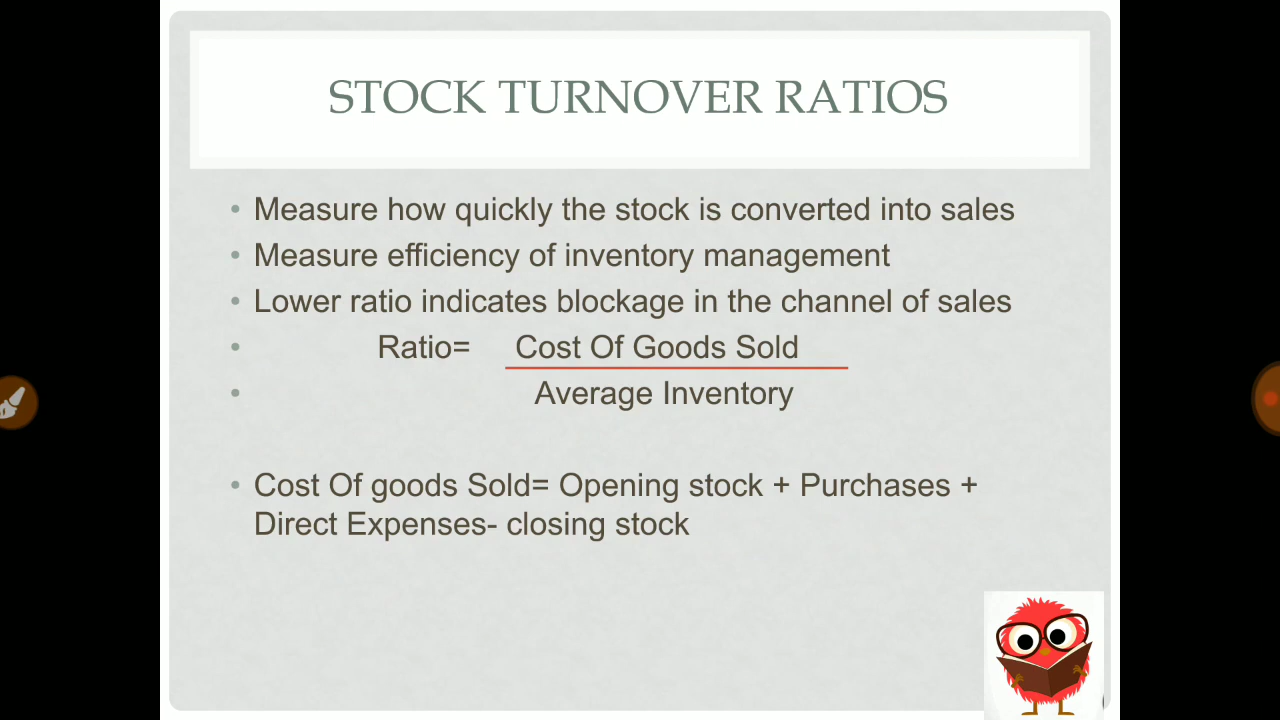 STOCK TURNOVER RATIOS
• Measure how quickly the stock is converted into sales
• Measure efficiency of inventory management
• Lower ratio indicates blockage in the channel of sales
• Ratio= Cost Of Goods Sold
• Average Inventory
• Cost Of goods Sold= Opening stock + Purchases +
Direct Expenses- closing stock